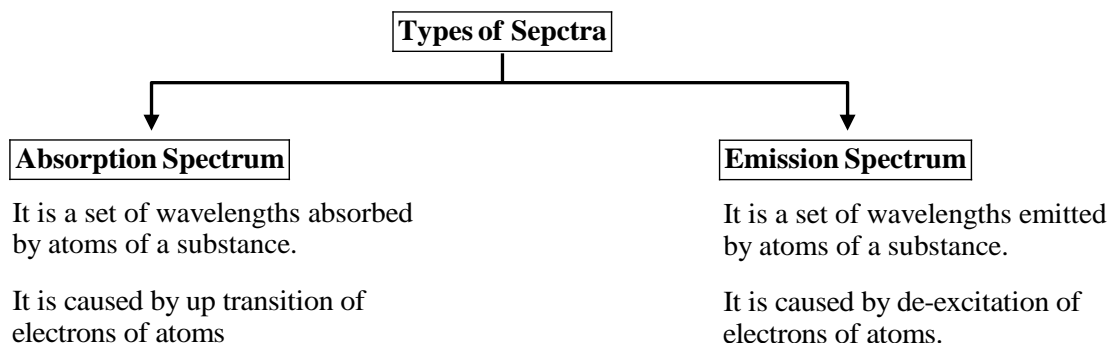 Types of Sepctra
Absorption Spectrum
It is a set of wavelengths absorbed
by atoms of a substance.
It is caused by up transition of
electrons of atoms
Emission Spectrum
It is a set of wavelengths emitted
by atoms of a substance.
It is caused by de-excitation of
electrons of atoms.